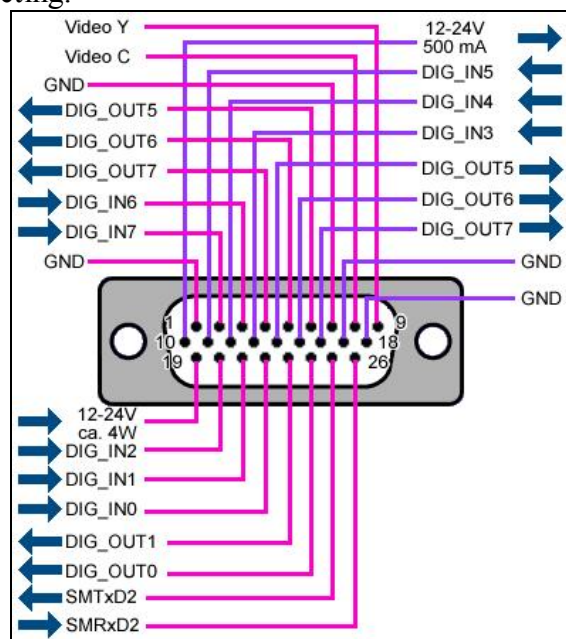 ecting.
Video Y
Video C
GND
DIG_OUT5
DIG_OUT6
DIG_OUT7
DIG_IN6
DIG_IN7
GND
12-24V
500 mA
DIG_IN5
DIG_IN4
DIG_IN3
DIG_OUT5
DIG_OUT6
DIG_OUT7
GND
GND
1
9
10
18
19
26
12-24V
ca. 4W
DIG_IN2
DIG_IN1
DIG_IN0
DIG_OUT1
DIG_OUT0
SMTxD2
SMRxD2